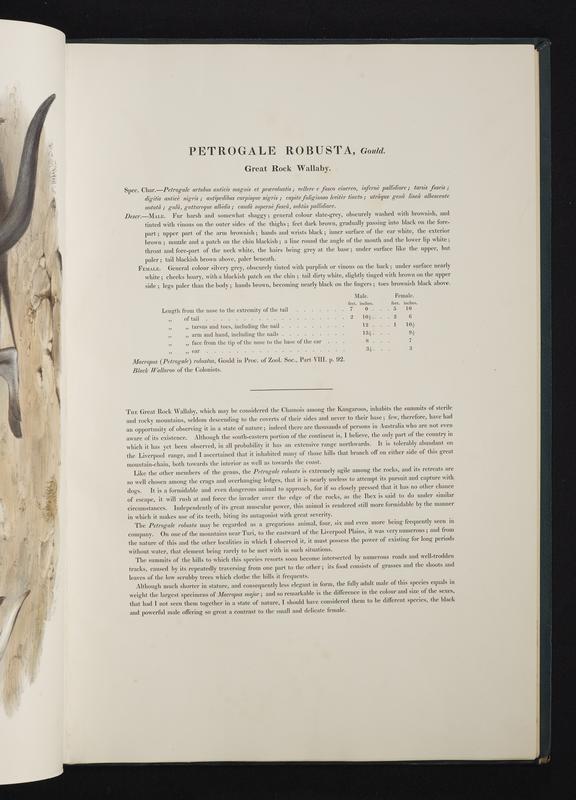 PETROGALE ROBUSTA, Gould.
Great Rock Wallaby.
Spec. Char.—Petrogale artubus anticis magnis et prærobustis; vellere e fusco cinereo, infernè pallidiore; tarsis fuscis;
digitis anticè nigris; antipedibus carpisque nigris; capite fuliginoso leniter tincto; utrâque genâ lineâ albescente
notatâ; gulâ, guttureque albidis; caudâ supernè fuscâ, subtùs pallidiore.
Descr.—Male. Fur harsh and somewhat shaggy; general colour slate-grey, obscurely washed with brownish, and
tinted with vinous on the outer sides of the thighs; feet dark brown, gradually passing into black on the fore-
part; upper part of the arm brownish; hands and wrists black; inner surface of the ear white, the exterior
brown; muzzle and a patch on the chin blackish; a line round the angle of the mouth and the lower lip white;
throat and fore-part of the neck white, the hairs being grey at the base; under surface like the upper, but
paler; tail blackish brown above, paler beneath.
Female. General colour silvery grey, obscurely tinted with purplish or vinous on the back; under surface nearly
white; cheeks hoary, with a blackish patch on the chin; tail dirty white, slightly tinged with brown on the upper
side; legs paler than the body; hands brown, becoming nearly black on the fingers; toes brownish black above.
Male. Female.
feet. inches. feet. inches.
Length from the nose to the extremity of the tail . . . . . . . 7 0 . . . 5 10
„ of tail . . . . . . . . . . . . . . . . . 2 10½ . . . 2 6
„ „ tarsus and toes, including the nail . . . . . . . . . 12 . . . 1 10½
„ „ arm and hand, including the nails . . . . . . . . . 15½ . . . 9½
„ „ face from the tip of the nose to the base of the ear . . . 8 . . . 7
„ „ ear . . . . . . . . . . . . . . . . . 3½ . . . 3
Macropus (Petrogale) robustus, Gould in Proc. of Zool. Soc., Part VIII. p. 92.
Black Wallaroo of the Colonists.
The Great Rock Wallaby, which may be considered the Chamois among the Kangaroos, inhabits the summits of sterile
and rocky mountains, seldom descending to the coverts of their sides and never to their base; few, therefore, have had
an opportunity of observing it in a state of nature; indeed there are thousands of persons in Australia who are not even
aware of its existence. Although the south-eastern portion of the continent is, I believe, the only part of the country in
which it has yet been observed, in all probability it has an extensive range northwards. It is tolerably abundant on
the Liverpool range, and I ascertained that it inhabited many of those hills that branch off on either side of this great
mountain-chain, both towards the interior as well as towards the coast.
Like the other members of the genus, the Petrogale robusta is extremely agile among the rocks, and its retreats are
so well chosen among the crags and overhanging ledges, that it is nearly useless to attempt its pursuit and capture with
dogs. It is a formidable and even dangerous animal to approach, for if so closely pressed that it has no other chance
of escape, it will rush at and force the invader over the edge of the rocks, as the Ibex is said to do under similar
circumstances. Independently of its great muscular power, this animal is rendered still more formidable by the manner
in which it makes use of its teeth, biting its antagonist with great severity.
The Petrogale robusta may be regarded as a gregarious animal, four, six and even more being frequently seen in
company. On one of the mountains near Turi, to the eastward of the Liverpool Plains, it was very numerous; and from
the nature of this and the other localities in which I observed it, it must possess the power of existing for long periods
without water, that element being rarely to be met with in such situations.
The summits of the hills to which this species resorts soon become intersected by numerous roads and well-trodden
tracks, caused by its repeatedly traversing from one part to the other; its food consists of grasses and the shoots and
leaves of the low scrubby trees which clothe the hills it frequents.
Although much shorter in stature, and consequently less elegant in form, the fully adult male of this species equals in
weight the largest specimens of Macropus major; and so remarkable is the difference in the colour and size of the sexes,
that had I not seen them together in a state of nature, I should have considered them to be different species, the black
and powerful male offering so great a contrast to the small and delicate female.